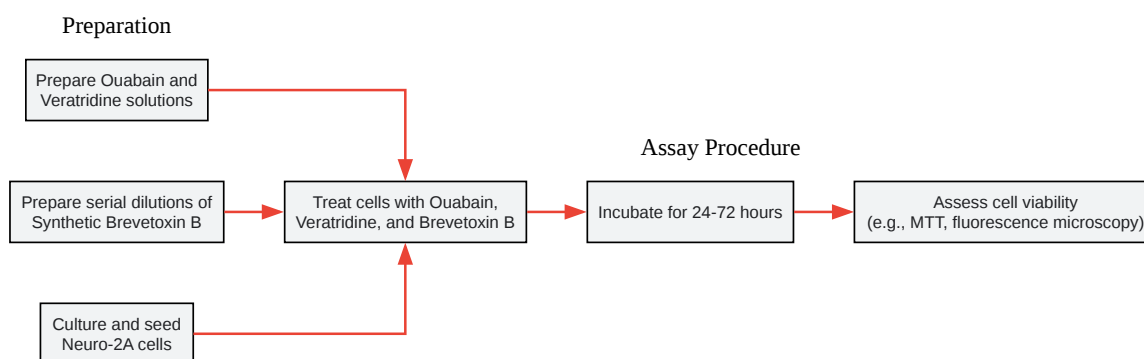 Preparation
Prepare Ouabain and
Veratridine solutions
Assay Procedure
Prepare serial dilutions of
Synthetic Brevetoxin B
Treat cells with Ouabain,
Veratridine, and Brevetoxin B
Incubate for 24-72 hours
Assess cell viability
(e.g., MTT, fluorescence microscopy)
Culture and seed
Neuro-2A cells